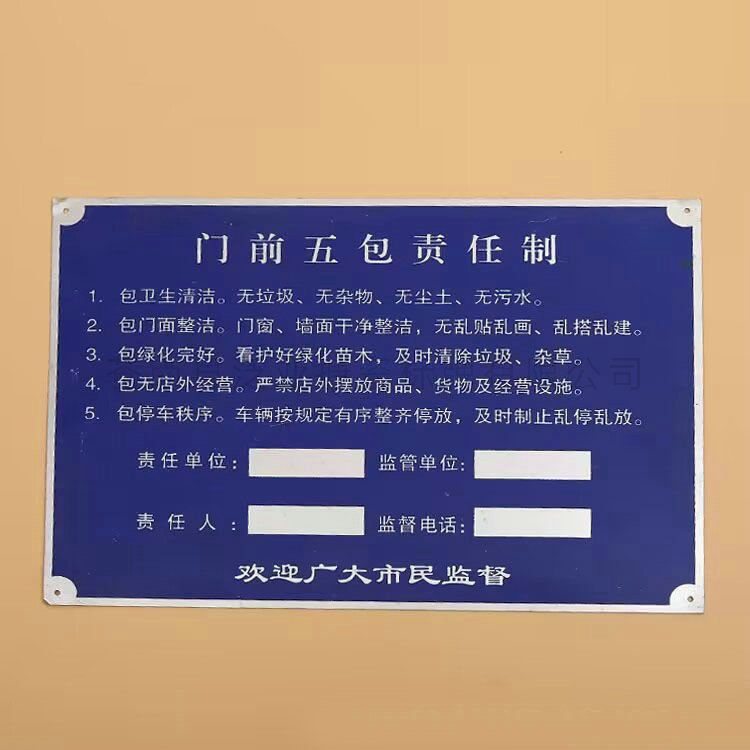 门前五包责任制
1. 包卫生清洁。无垃圾、无杂物、无尘土、无污水。
2. 包门面整洁。门窗、墙面干净整洁，无乱贴乱画、乱搭乱建。
3. 包绿化完好。看护好绿化苗木，及时清除垃圾、杂草。
4. 包无店外经营。严禁店外摆放商品、货物及经营设施。
5. 包停车秩序。车辆按规定有序整齐停放，及时制止乱停乱放。
责任单位： 监管单位：
责任人： 监督电话：
欢迎广大市民监督